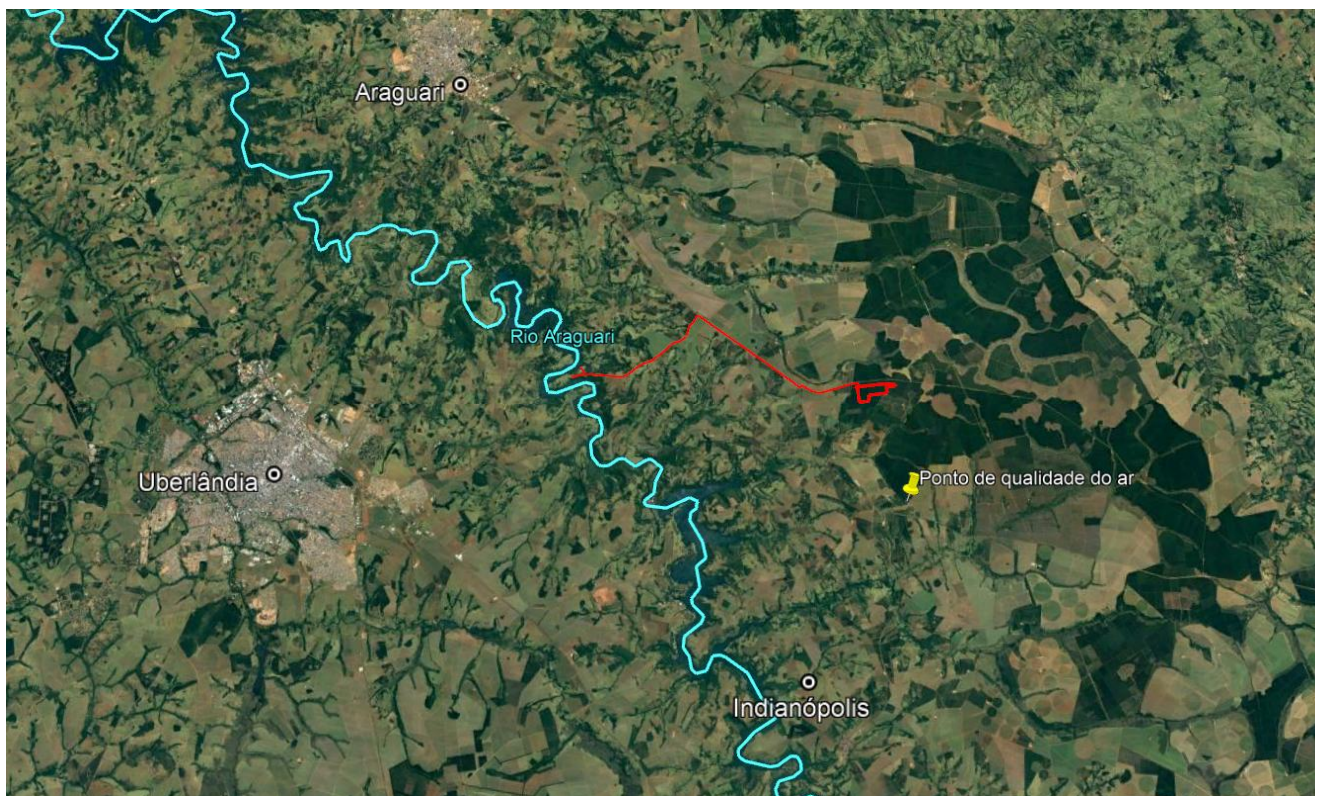 Araguari
Rio Araguari
Uberlândia
Ponto de qualidade do ar
Indianópolis